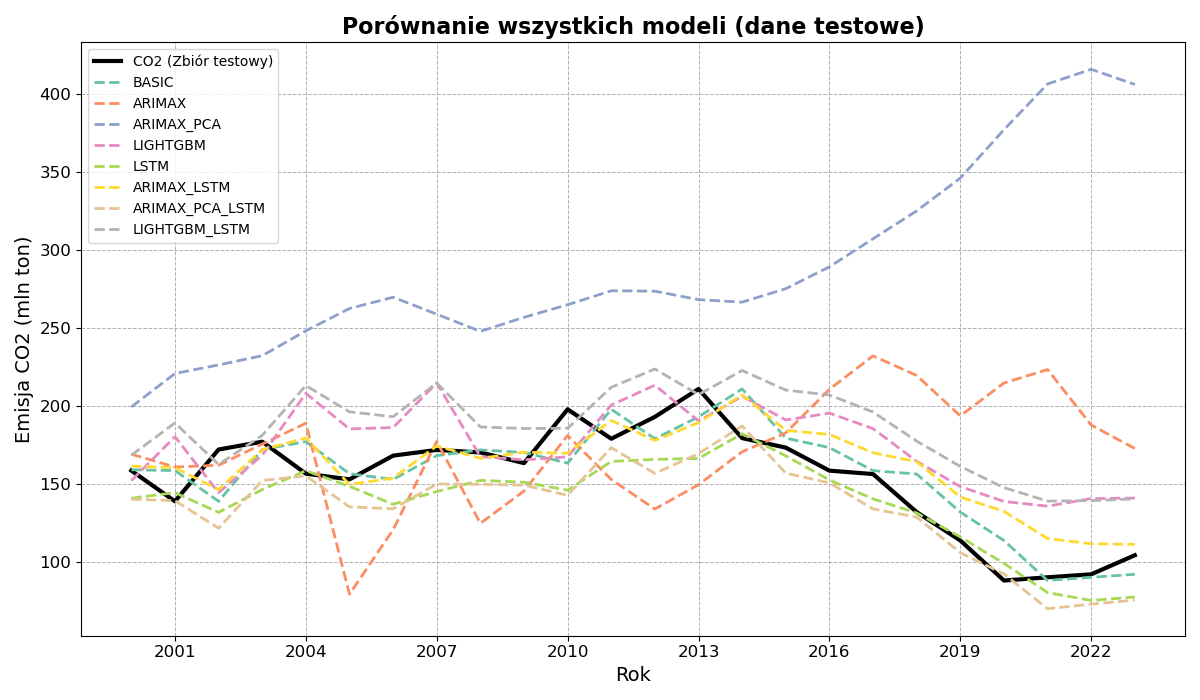 Porównanie wszystkich modeli (dane testowe)
CO2 (Zbiór testowy)
BASIC
ARIMAX
ARIMAX_PCA
LIGHTGBM
LSTM
ARIMAX_LSTM
ARIMAX_PCA_LSTM
LIGHTGBM_LSTM
Emisja CO2 (mln ton)
400
350
300
250
200
150
100
2001 2004 2007 2010 2013 2016 2019 2022
Rok